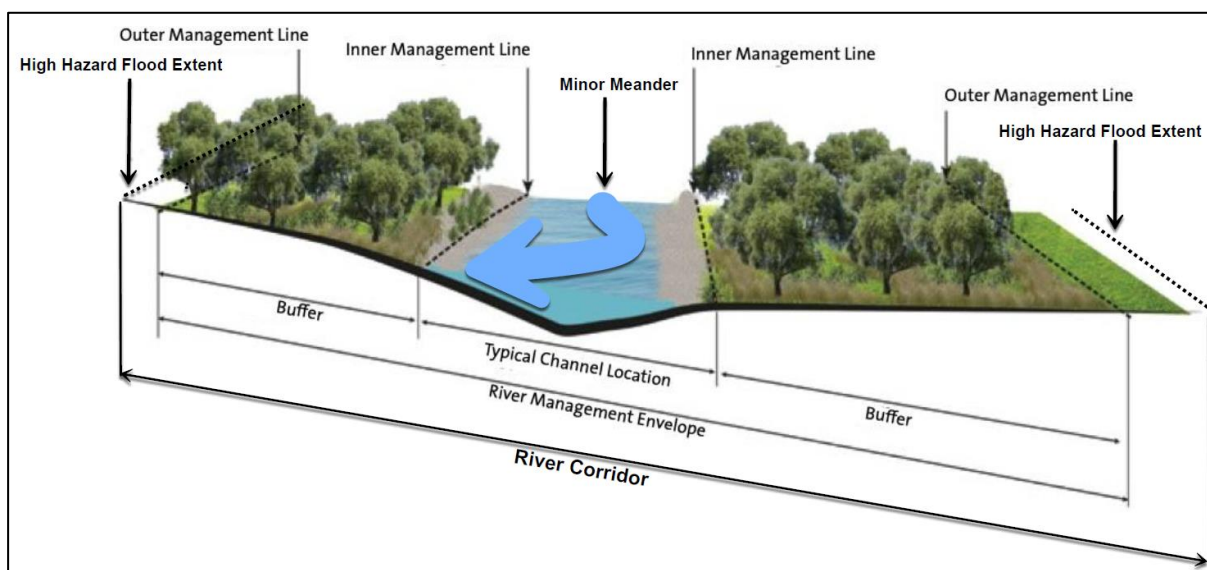 Outer Management Line
Inner Management Line
Inner Management Line
High Hazard Flood Extent
Minor Meander
Outer Management Line
High Hazard Flood Extent
Buffer
Typical Channel Location
River Management Envelope
Buffer
River Corridor